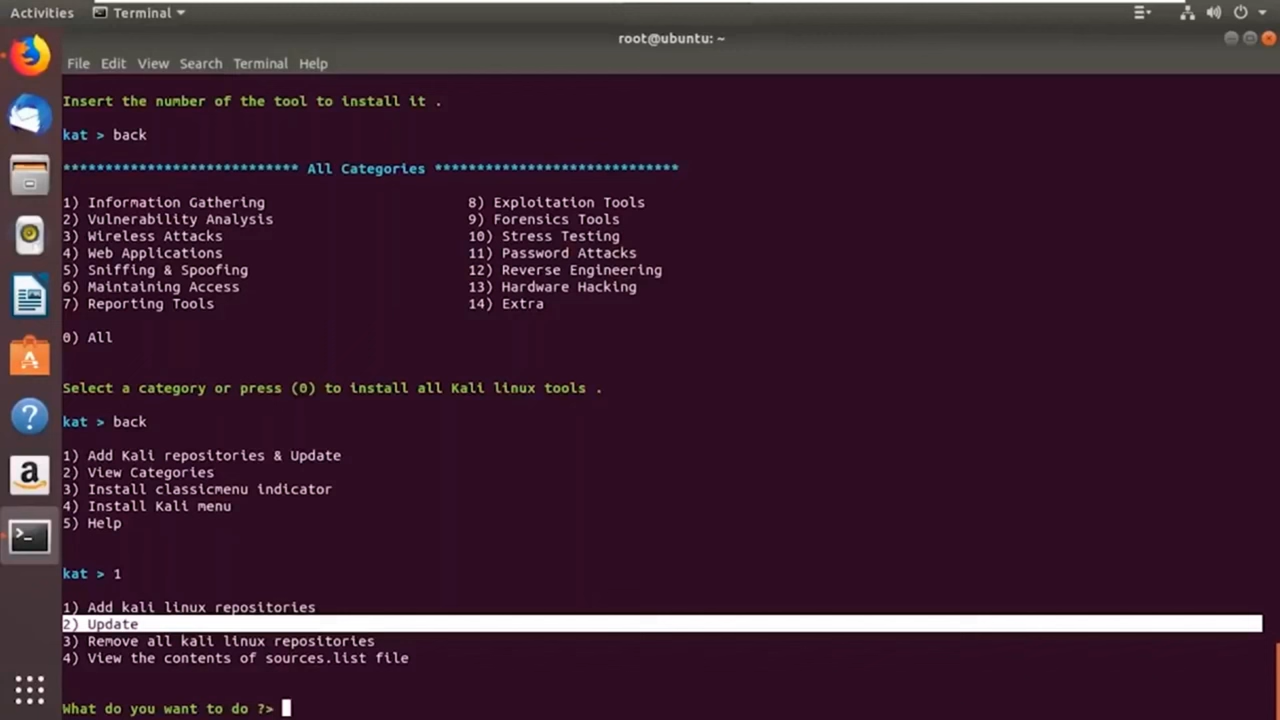 Activities Terminal
root@ubuntu: ~
File Edit View Search Terminal Help
Insert the number of the tool to install it .
kat > back
**************************** All Categories *****************************
1) Information Gathering 8) Exploitation Tools
2) Vulnerability Analysis 9) Forensics Tools
3) Wireless Attacks 10) Stress Testing
4) Web Applications 11) Password Attacks
5) Sniffing & Spoofing 12) Reverse Engineering
6) Maintaining Access 13) Hardware Hacking
7) Reporting Tools 14) Extra
0) All
Select a category or press (0) to install all Kali linux tools .
kat > back
1) Add Kali repositories & Update
2) View Categories
3) Install classicmenu indicator
4) Install Kali menu
5) Help
kat > 1
1) Add kali linux repositories
2) Update
3) Remove all kali linux repositories
4) View the contents of sources.list file
What do you want to do ?>